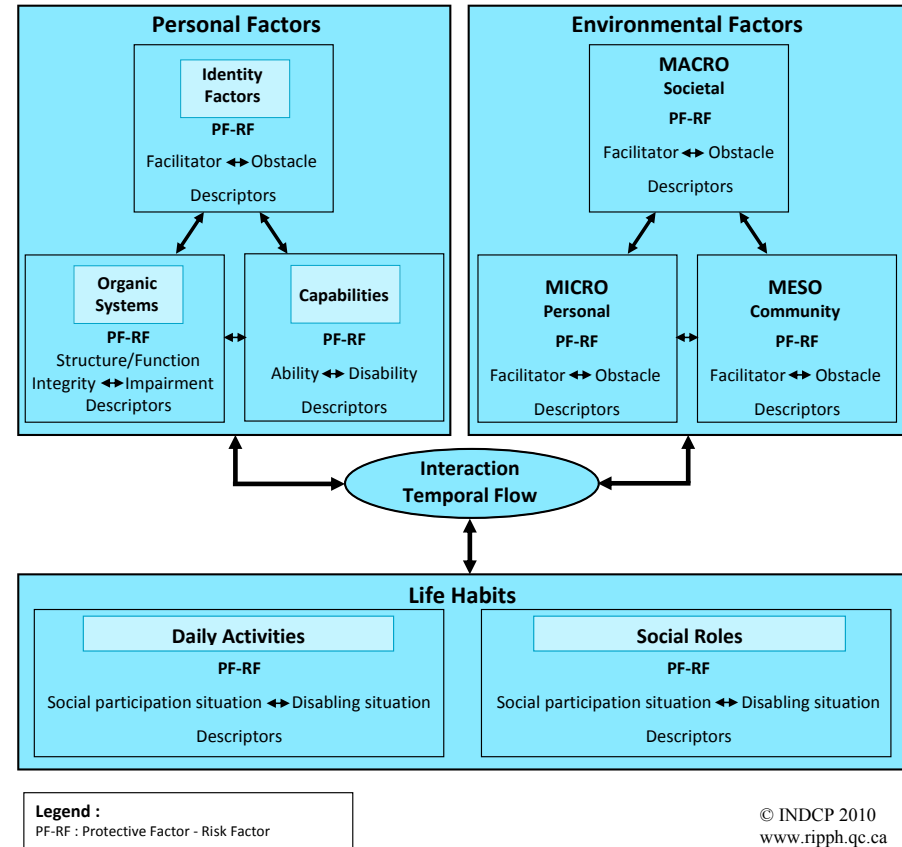 Personal Factors
Identity
Factors
PF-RF
Facilitator ↔ Obstacle
Descriptors
Organic
Systems
PF-RF
Structure/Function
Integrity ↔ Impairment
Descriptors
Capabilities
PF-RF
Ability ↔ Disability
Descriptors
Environmental Factors
MACRO
Societal
PF-RF
Facilitator ↔ Obstacle
Descriptors
MICRO
Personal
PF-RF
Facilitator ↔ Obstacle
Descriptors
MESO
Community
PF-RF
Facilitator ↔ Obstacle
Descriptors
Interaction
Temporal Flow
Life Habits
Daily Activities
PF-RF
Social participation situation ↔ Disabling situation
Descriptors
Social Roles
PF-RF
Social participation situation ↔ Disabling situation
Descriptors
Legend :
PF-RF : Protective Factor - Risk Factor
© INDCP 2010
www.ripph.qc.ca